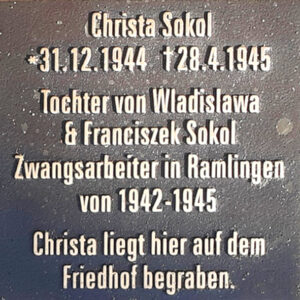 Christa Sokol
*31.12.1944 †28.4.1945
Tochter von Wladislawa
& Franciszek Sokol
Zwangsarbeiter in Ramlingen
von 1942-1945
Christa liegt hier auf dem
Friedhof begraben.